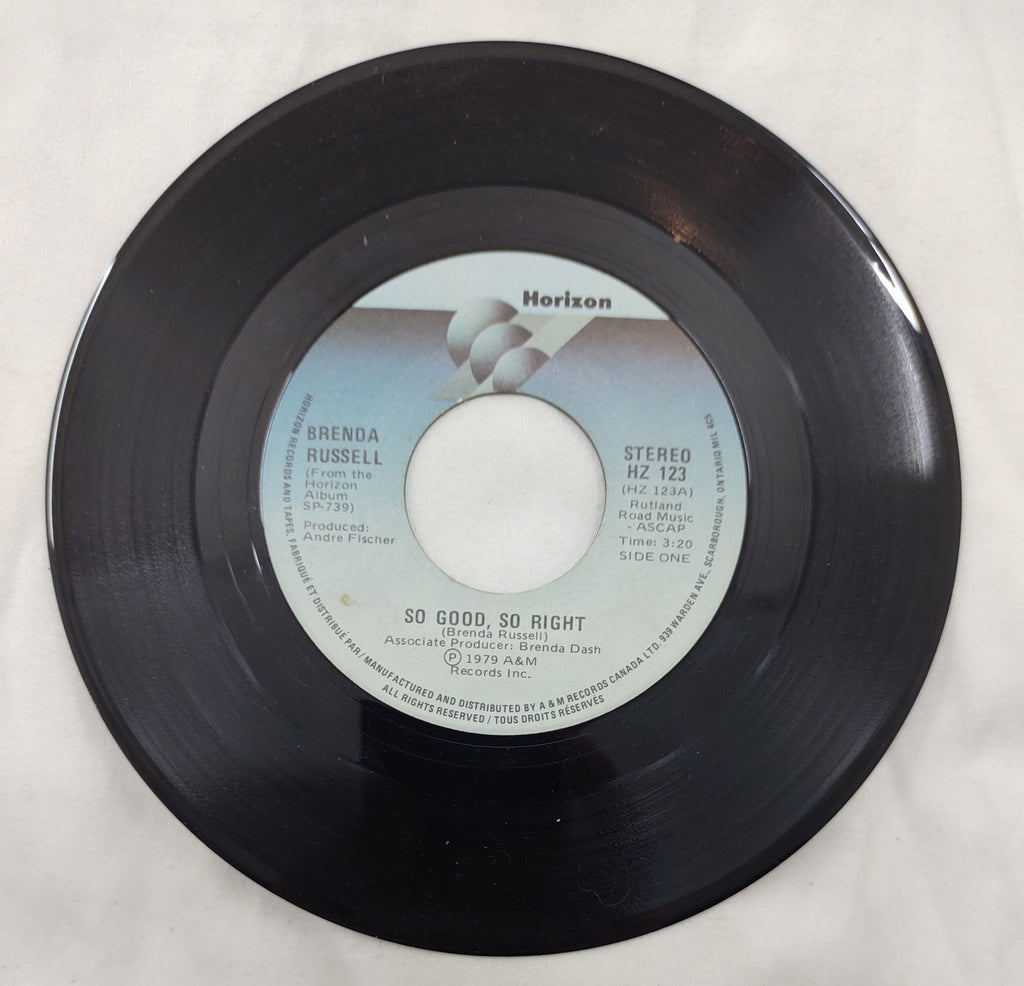 Horizon
BRENDA
RUSSELL
(From the
Horizon
Album
SP-739)
Produced:
Andre Fischer
STEREO
HZ 123
(HZ 123A)
Rutland
Road Music
- ASCAP
Time: 3:20
SIDE ONE
SO GOOD, SO RIGHT
(Brenda Russell)
Associate Producer: Brenda Dash
Ⓟ 1979 A&M
Records Inc.
HORIZON RECORDS AND TAPES, FABRIQUÉ ET DISTRIBUÉ PAR / MANUFACTURED AND DISTRIBUTED BY A & M RECORDS CANADA LTD. 939 WARDEN AVE., SCARBOROUGH, ONTARIO MIL 4C5
ALL RIGHTS RESERVED / TOUS DROITS RÉSERVÉS